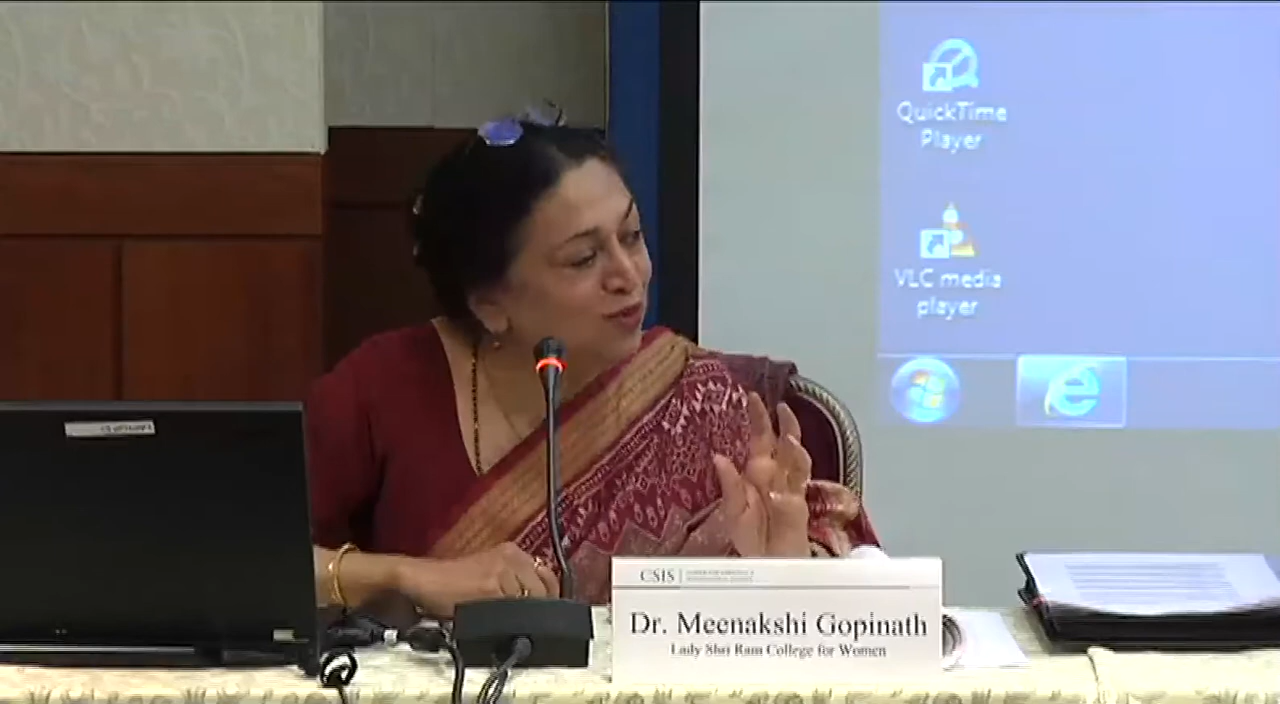 QuickTime
Player
VLC media
player
CSIS
Dr. Meenakshi Gopinath
Lady Shri Ram College for Women